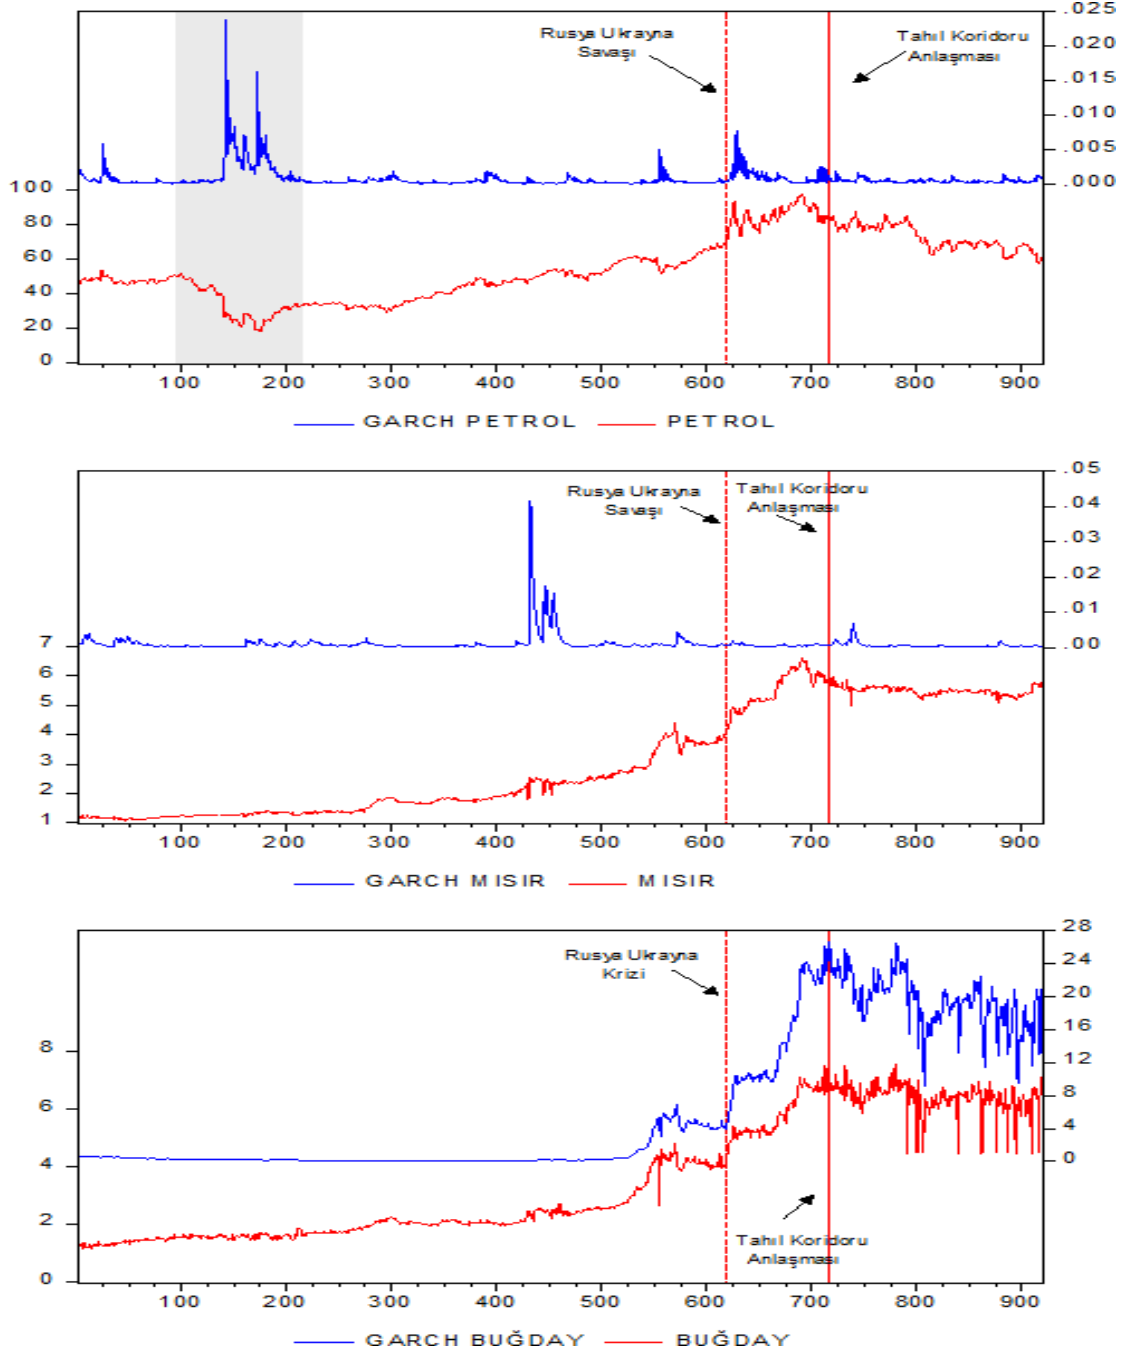 .025
Rusya Ukrayna
Savaşı
Tahıl Koridoru
Anlaşması
.020
.015
.010
.005
.000
100
80
60
40
20
0
100 200 300 400 500 600 700 800 900
GARCH PETROL PETROL
.05
Rusya Ukrayna
Savaşı
Tahıl Koridoru
Anlaşması
.04
.03
.02
.01
.00
7
6
5
4
3
2
1
100 200 300 400 500 600 700 800 900
GARCH MISIR MISIR
28
Rusya Ukrayna
Krizi
24
20
16
12
8
4
0
8
6
4
2
0
Tahıl Koridoru
Anlaşması
100 200 300 400 500 600 700 800 900
GARCH BUĞDAY BUĞDAY